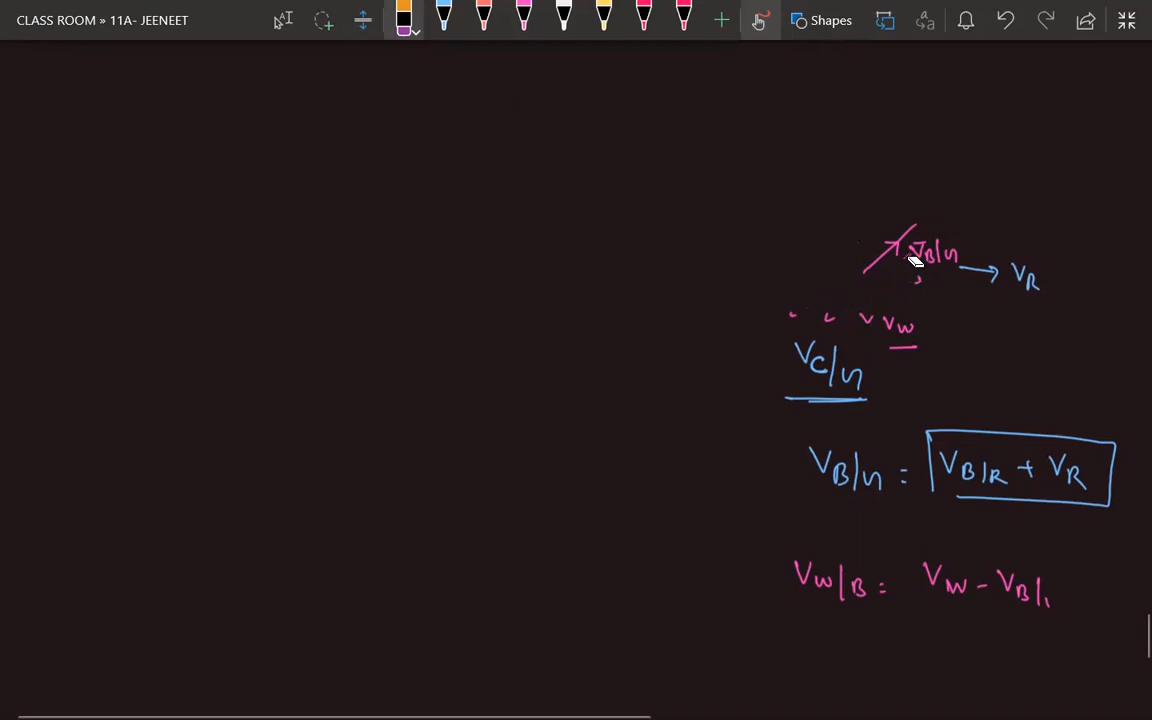 CLASS ROOM » 11A- JEENEET
Shapes
VB/G → VR
VW
VC/G
VB/G = VB/R + VR
VW/B = VW - VB/